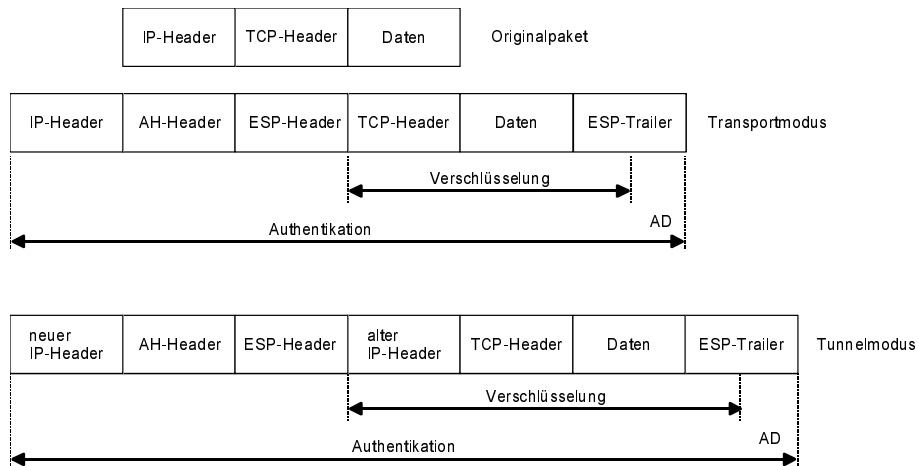 IP-Header TCP-Header Daten Originalpaket
IP-Header AH-Header ESP-Header TCP-Header Daten ESP-Trailer Transportmodus
Verschlüsselung
AD
Authentikation
neuer IP-Header AH-Header ESP-Header alter IP-Header TCP-Header Daten ESP-Trailer Tunnelmodus
Verschlüsselung
AD
Authentikation